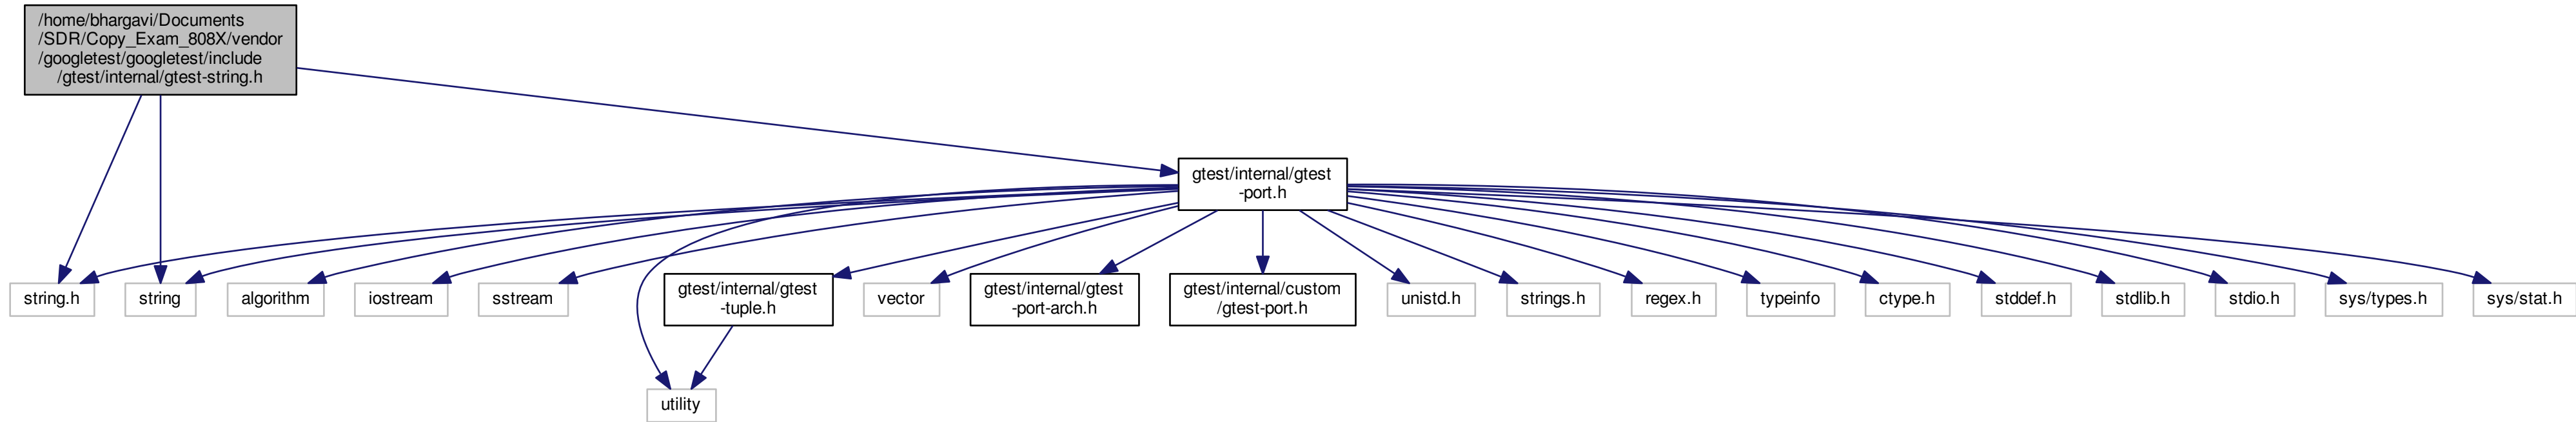 /home/bhargavi/Documents
/SDR/Copy_Exam_808X/vendor
/googletest/googletest/include
/gtest/internal/gtest-string.h
gtest/internal/gtest
-port.h
string.h
string
algorithm
iostream
sstream
gtest/internal/gtest
-tuple.h
vector
gtest/internal/gtest
-port-arch.h
gtest/internal/custom
/gtest-port.h
unistd.h
strings.h
regex.h
typeinfo
ctype.h
stddef.h
stdlib.h
stdio.h
sys/types.h
sys/stat.h
utility